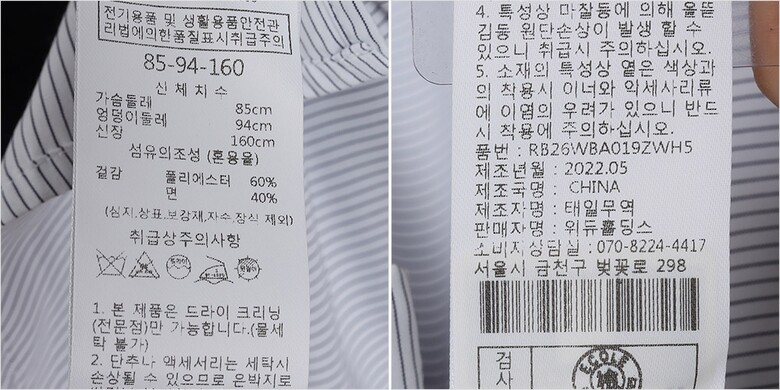 전기용품 및 생활용품안전관
리법에의한품질표시취급주의
85-94-160
신체치수
가슴둘레 85cm
엉덩이둘레 94cm
신장 160cm
섬유의조성 (혼용율)
겉감 폴리에스터 60%
면 40%
(심지,상표,보강재,자수,장식 제외)
취급상주의사항
1. 본 제품은 드라이 크리닝
(전문점)만 가능합니다.(물세
탁 불가)
2. 단추나 액세서리는 세탁시
손상될 수 있으므로 은박지로
4. 특성상 마찰등에 의해 올뜯
김등 원단손상이 발생 할 수
있으니 취급시 주의하십시오.
5. 소재의 특성상 옅은 색상과
의 착용시 이너와 악세사리류
에 이염의 우려가 있으니 반드
시 착용에 주의하십시오.
품번 : RB26WBA019ZWH5
제조년월 : 2022.05
제조국명 : CHINA
제조자명 : 태일무역
판매자명 : 위듀홀딩스
소비자상담실 : 070-8224-4417
서울시 금천구 벚꽃로 298
검
사
ECOLE